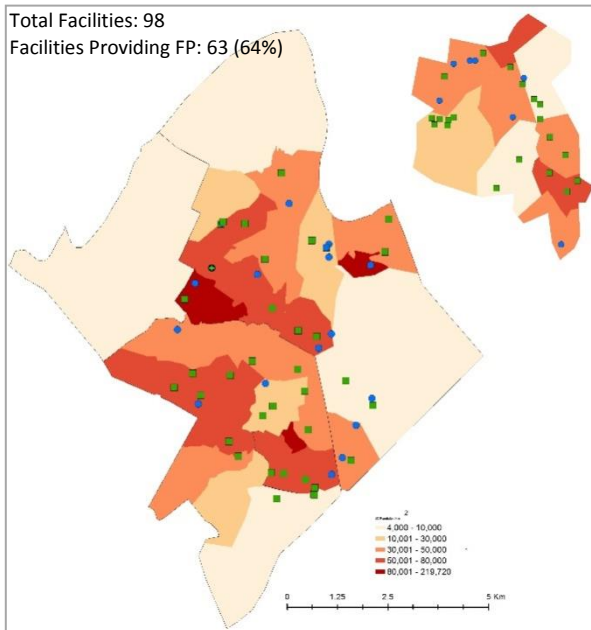 Total Facilities: 98
Facilities Providing FP: 63 (64%)
2
4,000 - 10,000
10,001 - 30,000
30,001 - 50,000
50,001 - 80,000
80,001 - 219,720
0 1.25 2.5 5 Km